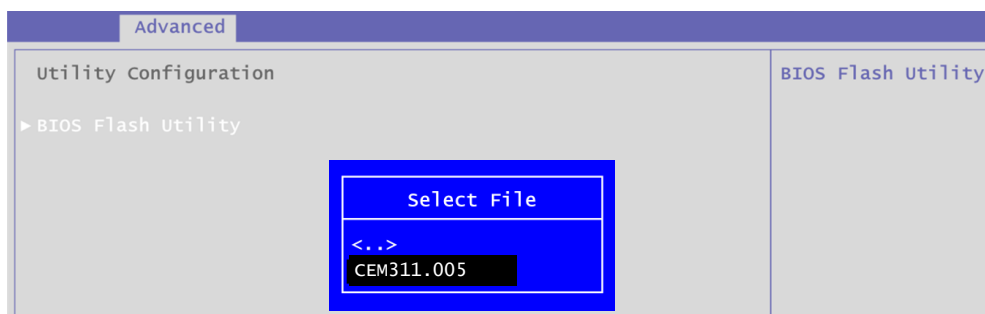 Advanced
Utility Configuration
BIOS Flash Utility
► BIOS Flash Utility
Select File
<..>
CEM311.005